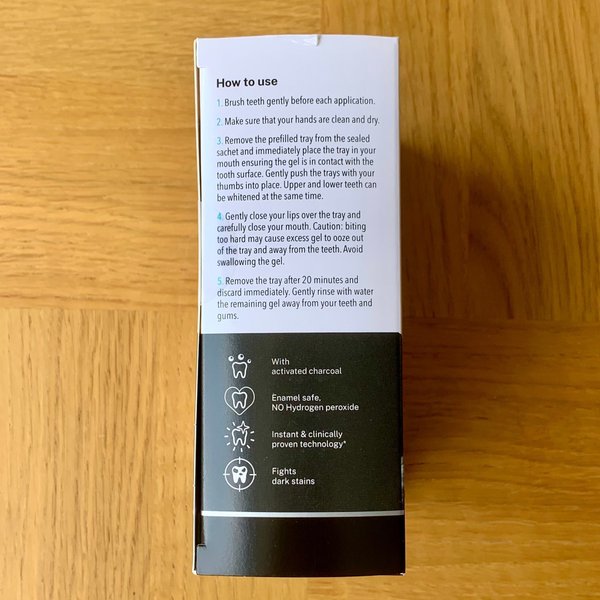 How to use
1. Brush teeth gently before each application.
2. Make sure that your hands are clean and dry.
3. Remove the prefilled tray from the sealed
sachet and immediately place the tray in your
mouth ensuring the gel is in contact with the
tooth surface. Gently push the trays with your
thumbs into place. Upper and lower teeth can
be whitened at the same time.
4. Gently close your lips over the tray and
carefully close your mouth. Caution: biting
too hard may cause excess gel to ooze out
of the tray and away from the teeth. Avoid
swallowing the gel.
5. Remove the tray after 20 minutes and
discard immediately. Gently rinse with water
the remaining gel away from your teeth and
gums.
With
activated charcoal
Enamel safe,
NO Hydrogen peroxide
Instant & clinically
proven technology*
Fights
dark stains